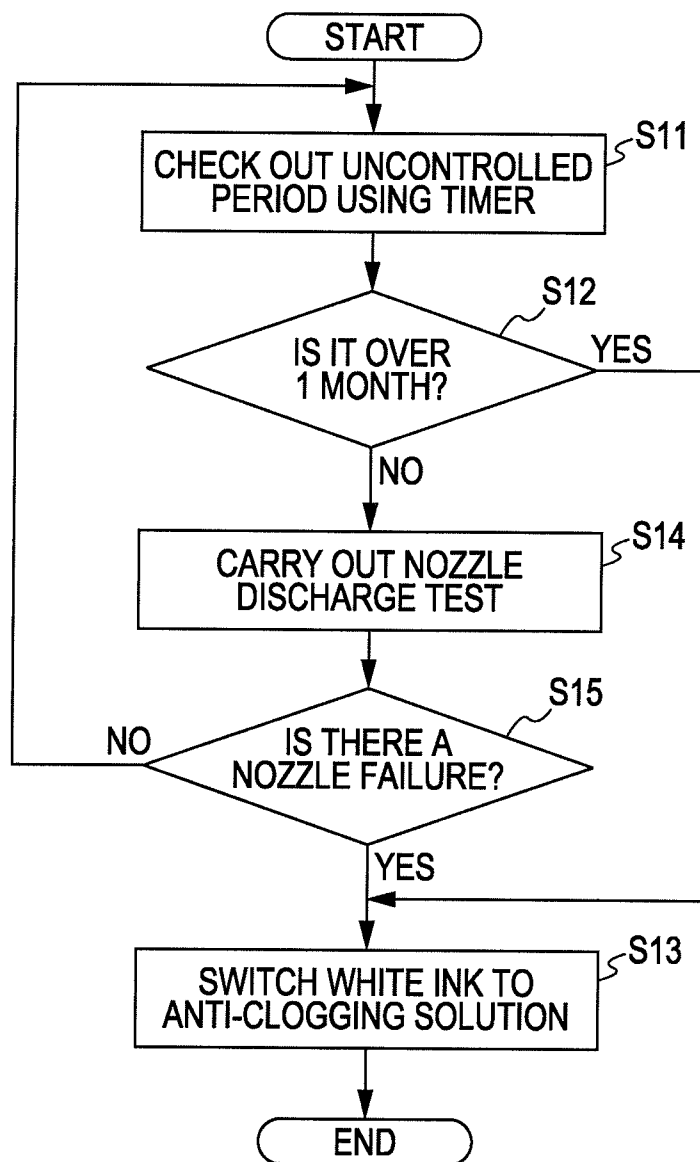 START
S11
CHECK OUT UNCONTROLLED
PERIOD USING TIMER
S12
IS IT OVER
1 MONTH?
YES
NO
S14
CARRY OUT NOZZLE
DISCHARGE TEST
S15
NO
IS THERE A
NOZZLE FAILURE?
YES
S13
SWITCH WHITE INK TO
ANTI-CLOGGING SOLUTION
END